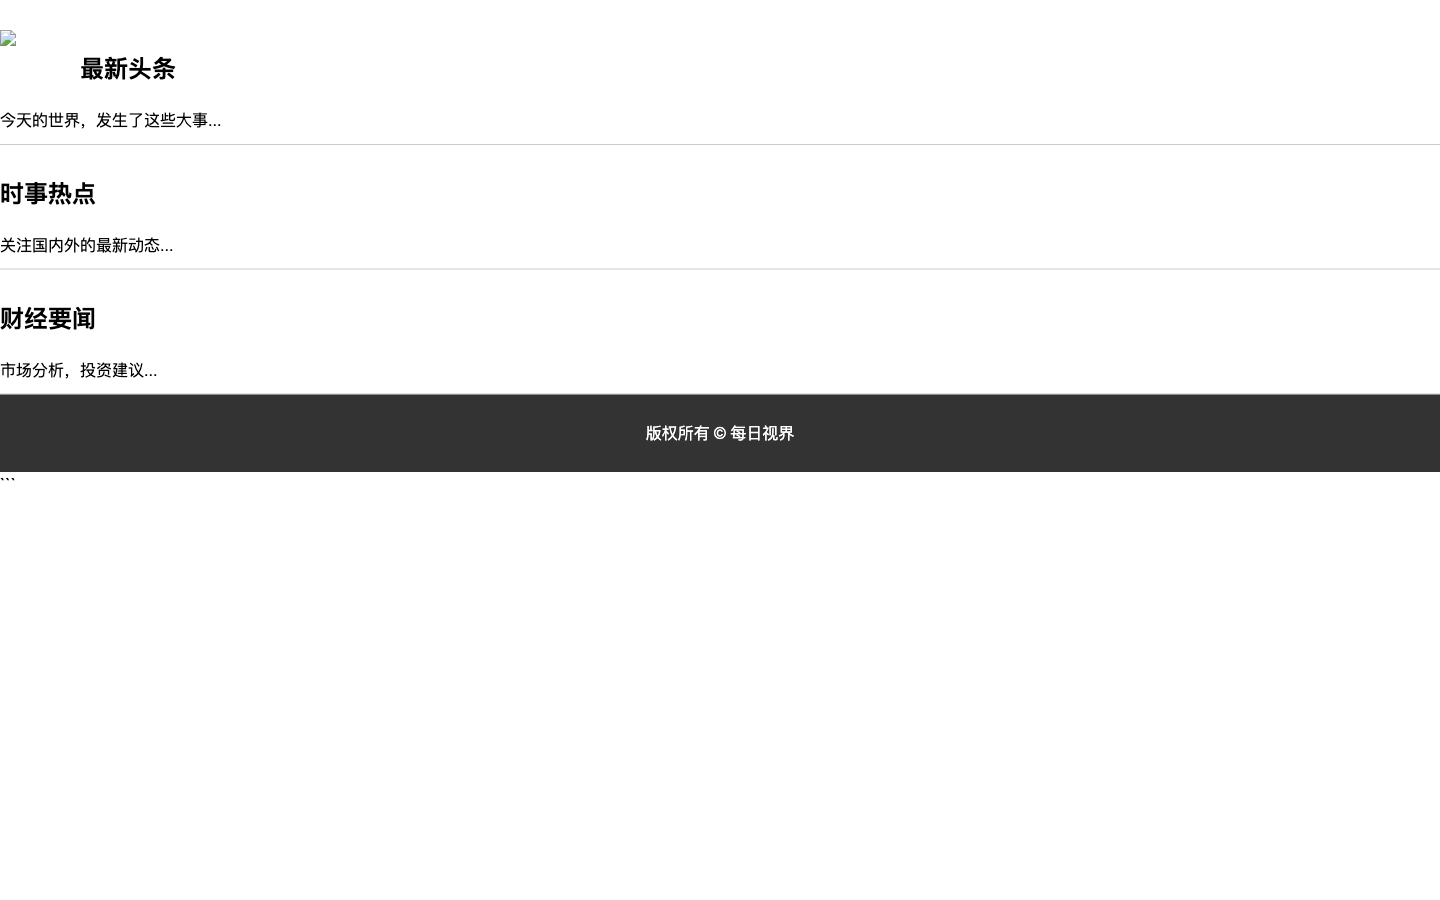 最新头条
今天的世界，发生了这些大事...
时事热点
关注国内外的最新动态...
财经要闻
市场分析，投资建议...
版权所有 © 每日视界
```